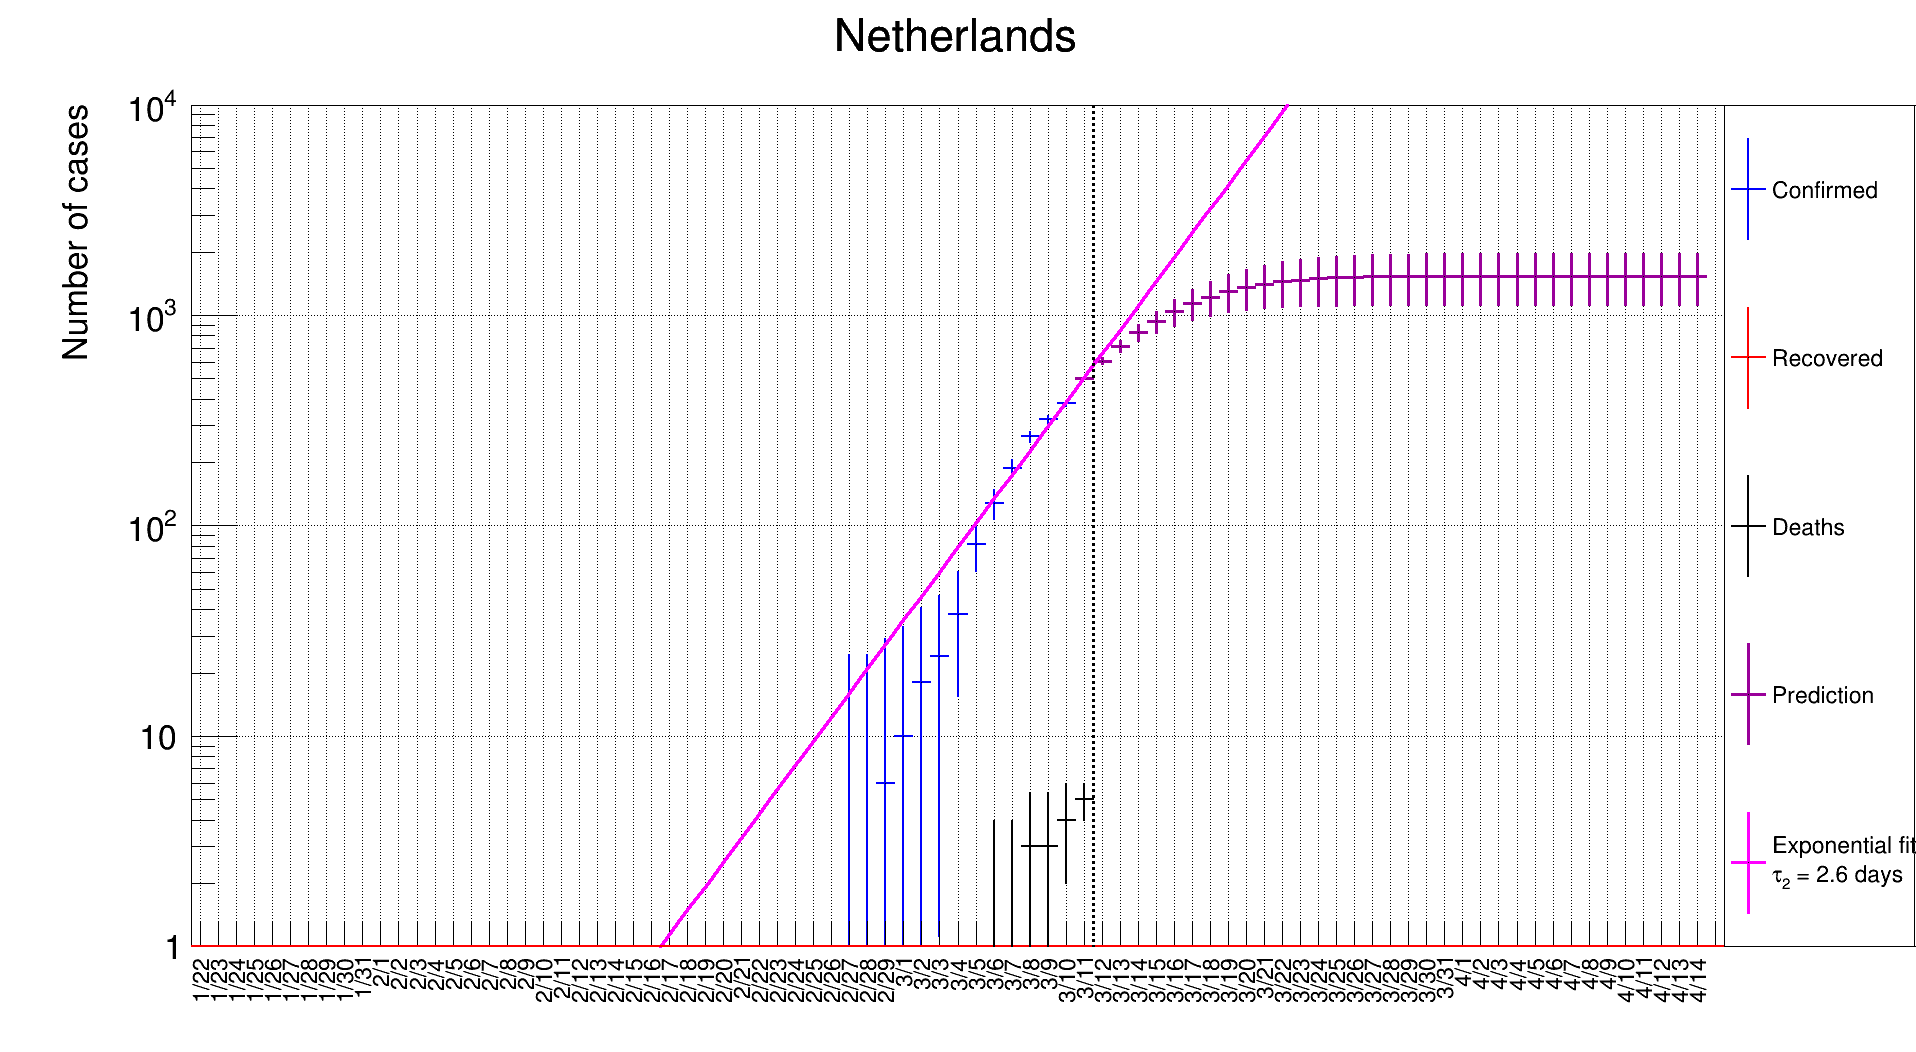 Netherlands
Number of cases
10^4
10^3
10^2
10
1
1/22 1/23 1/24 1/25 1/26 1/27 1/28 1/29 1/30 1/31 2/1 2/2 2/3 2/4 2/5 2/6 2/7 2/8 2/9 2/10 2/11 2/12 2/13 2/14 2/15 2/16 2/17 2/18 2/19 2/20 2/21 2/22 2/23 2/24 2/25 2/26 2/27 2/28 2/29 3/1 3/2 3/3 3/4 3/5 3/6 3/7 3/8 3/9 3/10 3/11 3/12 3/13 3/14 3/15 3/16 3/17 3/18 3/19 3/20 3/21 3/22 3/23 3/24 3/25 3/26 3/27 3/28 3/29 3/30 3/31 4/1 4/2 4/3 4/4 4/5 4/6 4/7 4/8 4/9 4/10 4/11 4/12 4/13 4/14
Confirmed
Recovered
Deaths
Prediction
Exponential fit
τ₂ = 2.6 days